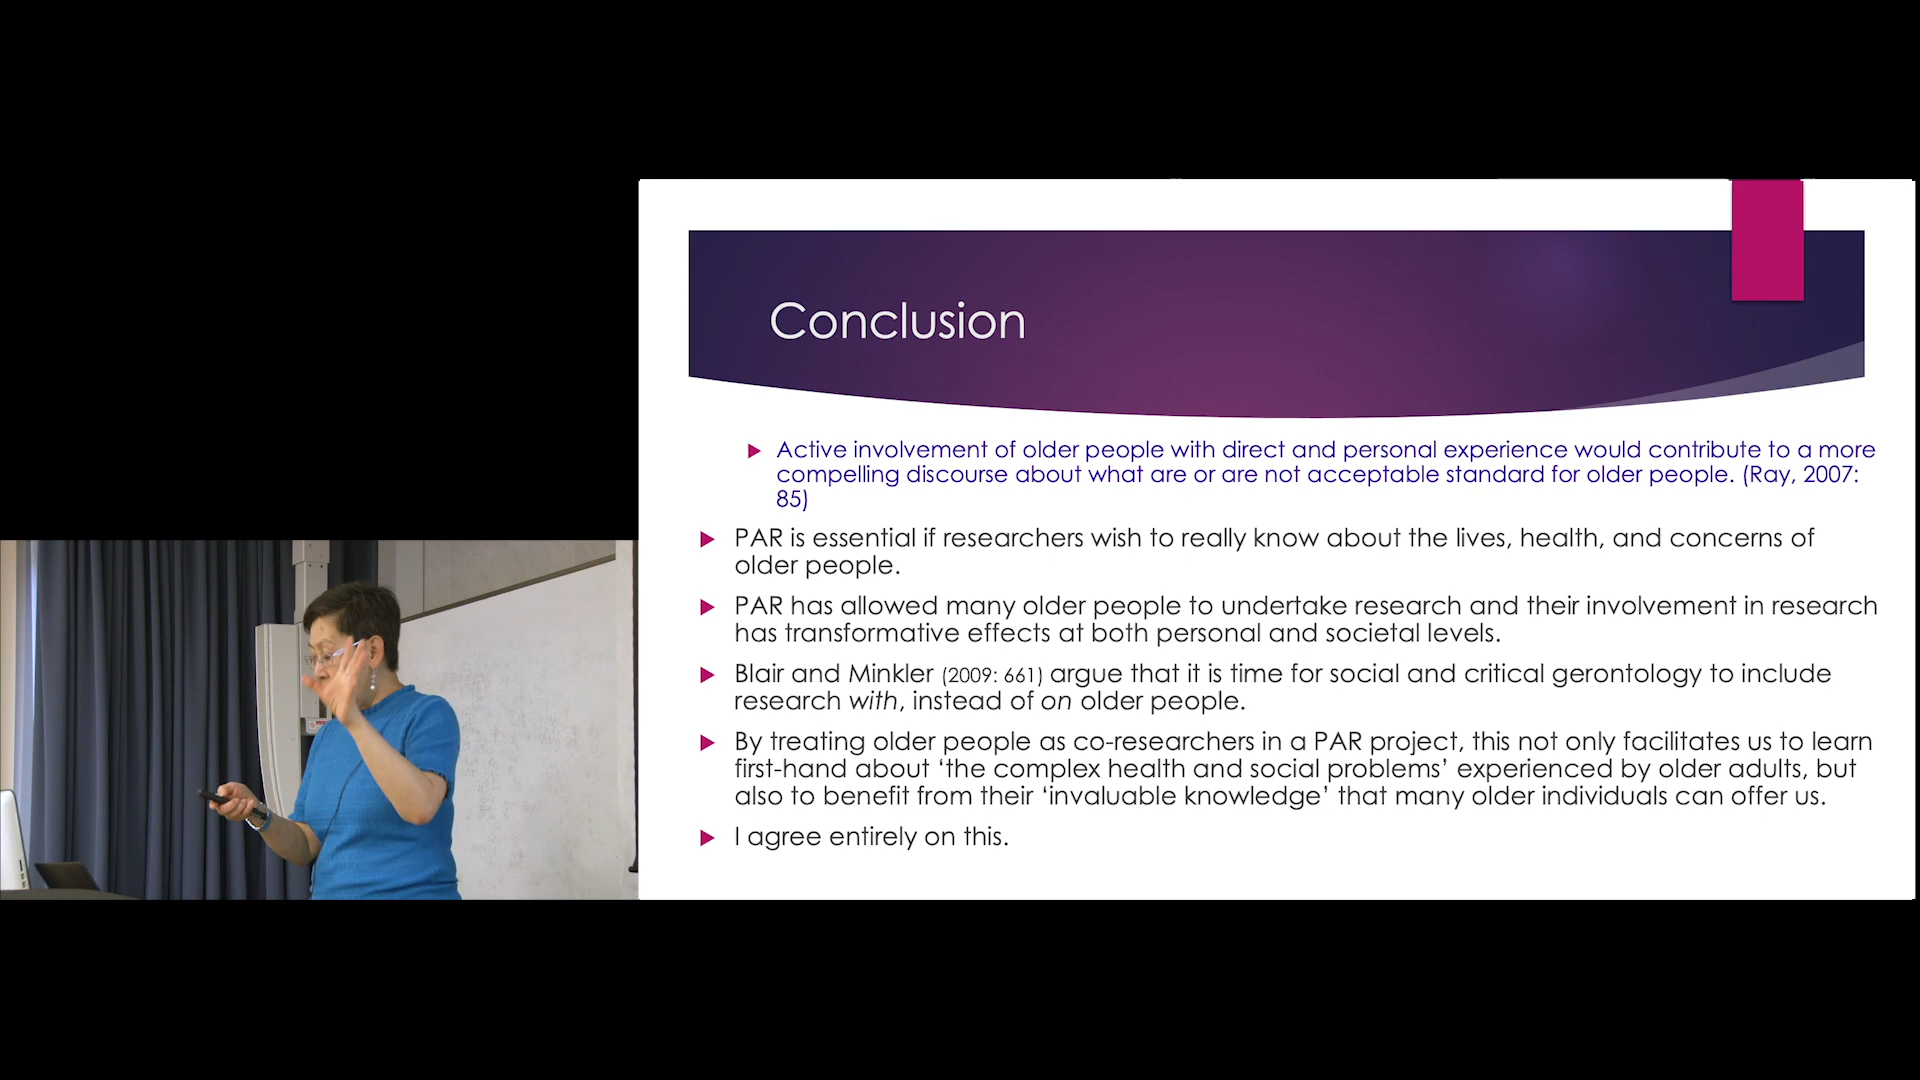 Conclusion
Active involvement of older people with direct and personal experience would contribute to a more
compelling discourse about what are or are not acceptable standard for older people. (Ray, 2007:
85)
PAR is essential if researchers wish to really know about the lives, health, and concerns of
older people.
PAR has allowed many older people to undertake research and their involvement in research
has transformative effects at both personal and societal levels.
Blair and Minkler (2009: 661) argue that it is time for social and critical gerontology to include
research with, instead of on older people.
By treating older people as co-researchers in a PAR project, this not only facilitates us to learn
first-hand about ‘the complex health and social problems’ experienced by older adults, but
also to benefit from their ‘invaluable knowledge’ that many older individuals can offer us.
I agree entirely on this.